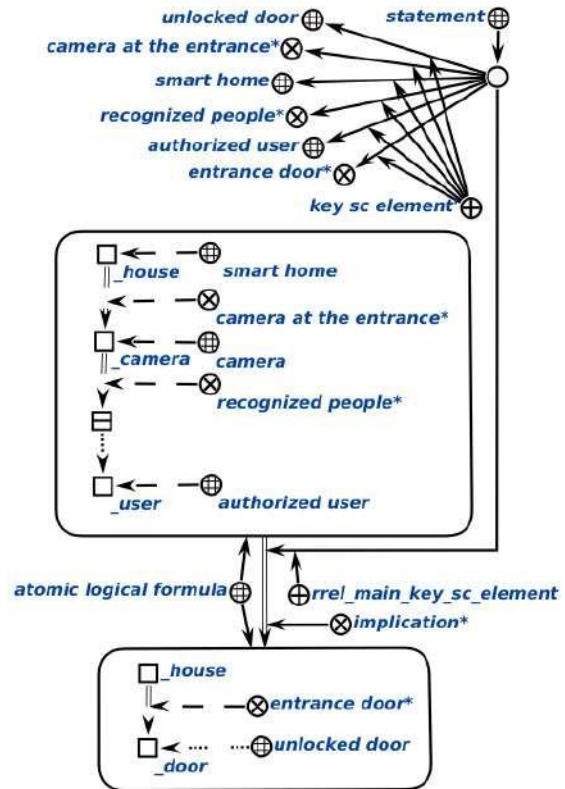 unlocked door
statement
camera at the entrance*
smart home
recognized people*
authorized user
entrance door*
key sc element*
_house
smart home
camera at the entrance*
_camera
camera
recognized people*
_user
authorized user
atomic logical formula
rrel_main_key_sc_element
implication*
_house
entrance door*
unlocked door
_door